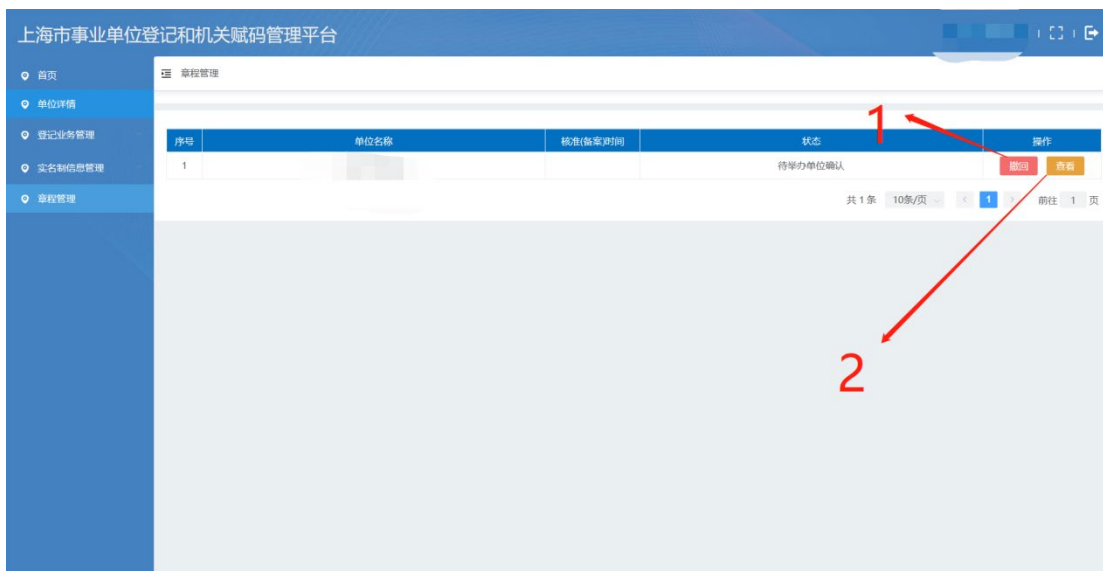 上海市事业单位登记和机关赋码管理平台
首页
章程管理
单位详情
登记业务管理
实名制信息管理
章程管理
序号 单位名称 核准(备案)时间 状态 操作
1 待举办单位确认 撤回 查看
共 1 条 10条/页 1 前往 1 页
1
2